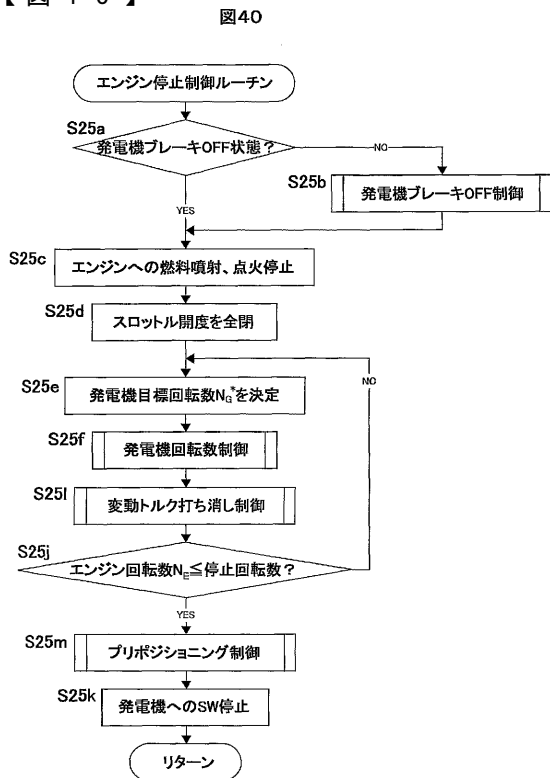 【図40】
図40
エンジン停止制御ルーチン
S25a
発電機ブレーキOFF状態？
NO
S25b
発電機ブレーキOFF制御
YES
S25c
エンジンへの燃料噴射、点火停止
S25d
スロットル開度を全閉
NO
S25e
発電機目標回転数NG*を決定
S25f
発電機回転数制御
S25l
変動トルク打ち消し制御
S25j
エンジン回転数NE≦停止回転数？
YES
S25m
プリポジショニング制御
S25k
発電機へのSW停止
リターン